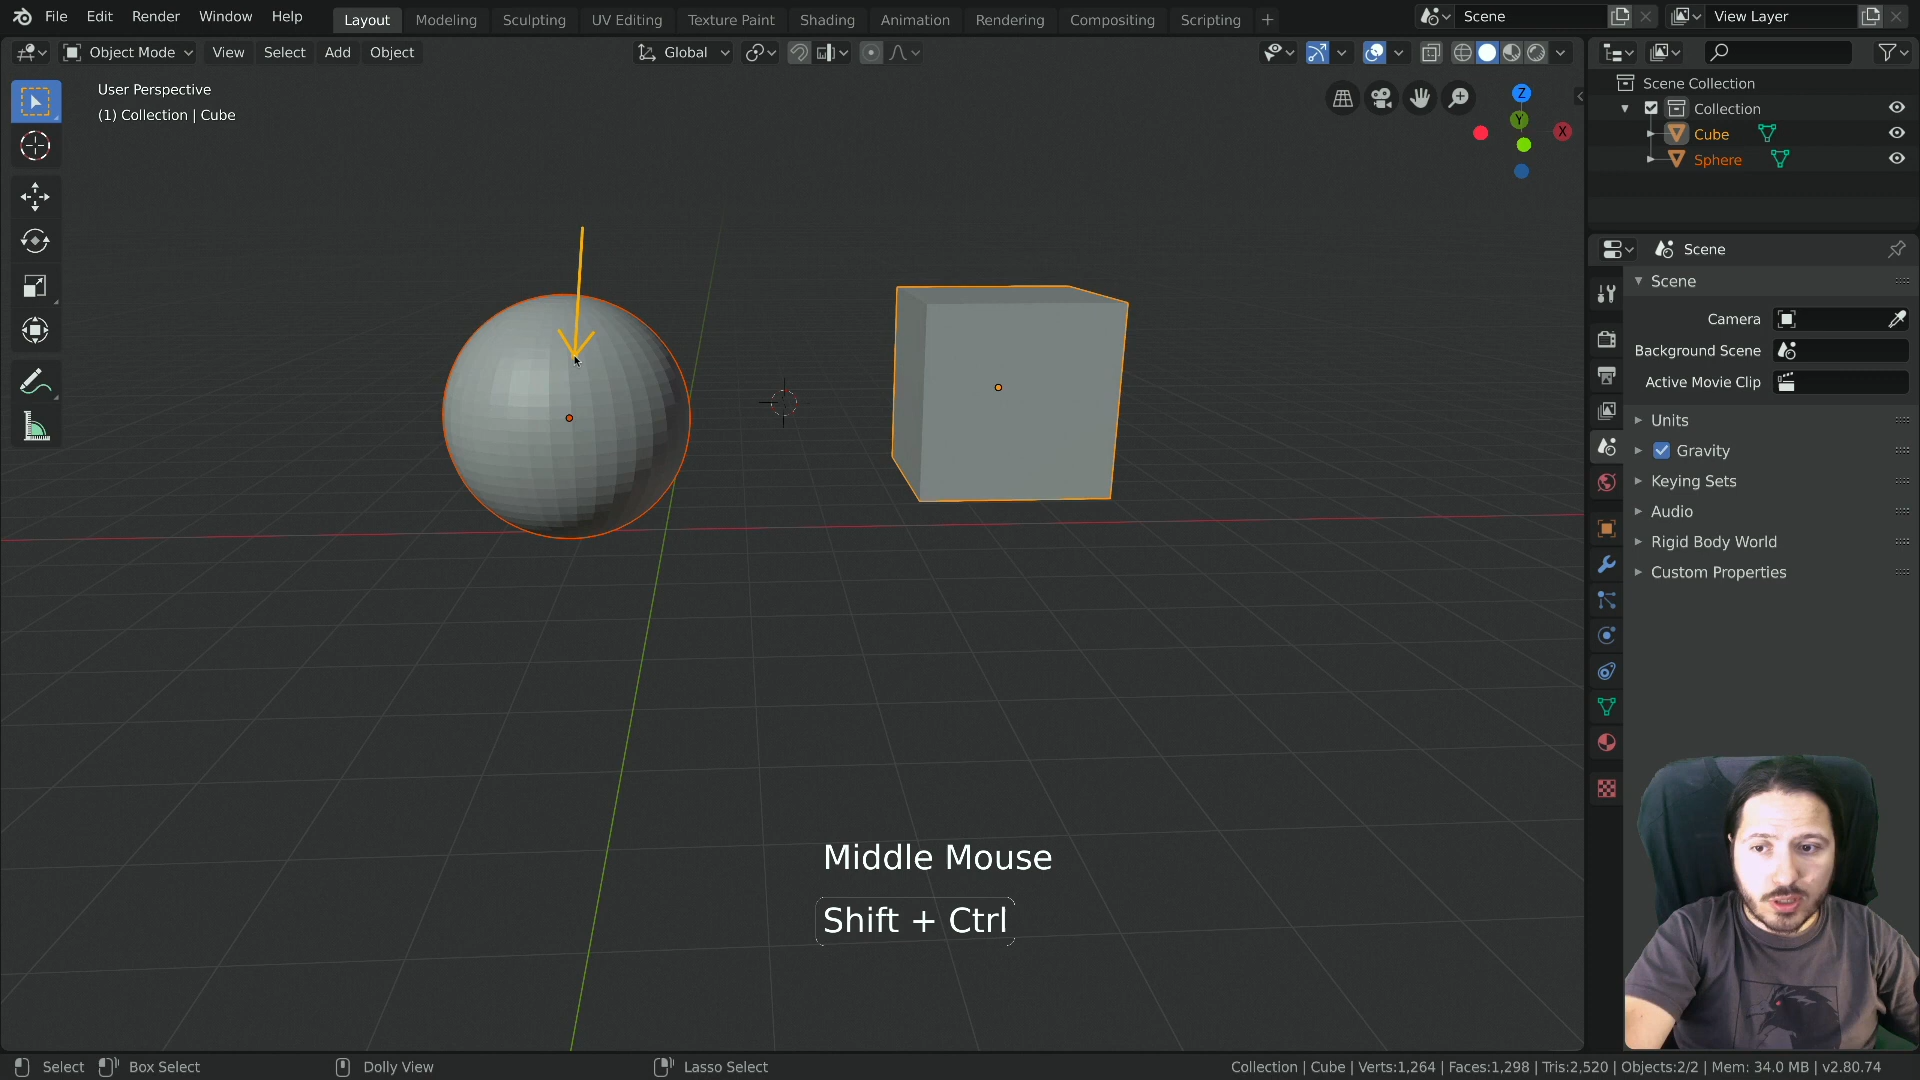 File Edit Render Window Help Layout Modeling Sculpting UV Editing Texture Paint Shading Animation Rendering Compositing Scripting + Scene View Layer
Object Mode View Select Add Object Global
User Perspective
(1) Collection | Cube
Z
Y
X
Scene Collection
Collection
Cube
Sphere
Scene
Scene
Camera
Background Scene
Active Movie Clip
Units
Gravity
Keying Sets
Audio
Rigid Body World
Custom Properties
Middle Mouse
Shift + Ctrl
Select Box Select Dolly View Lasso Select Collection | Cube | Verts:1,264 | Faces:1,298 | Tris:2,520 | Objects:2/2 | Mem: 34.0 MB | v2.80.74